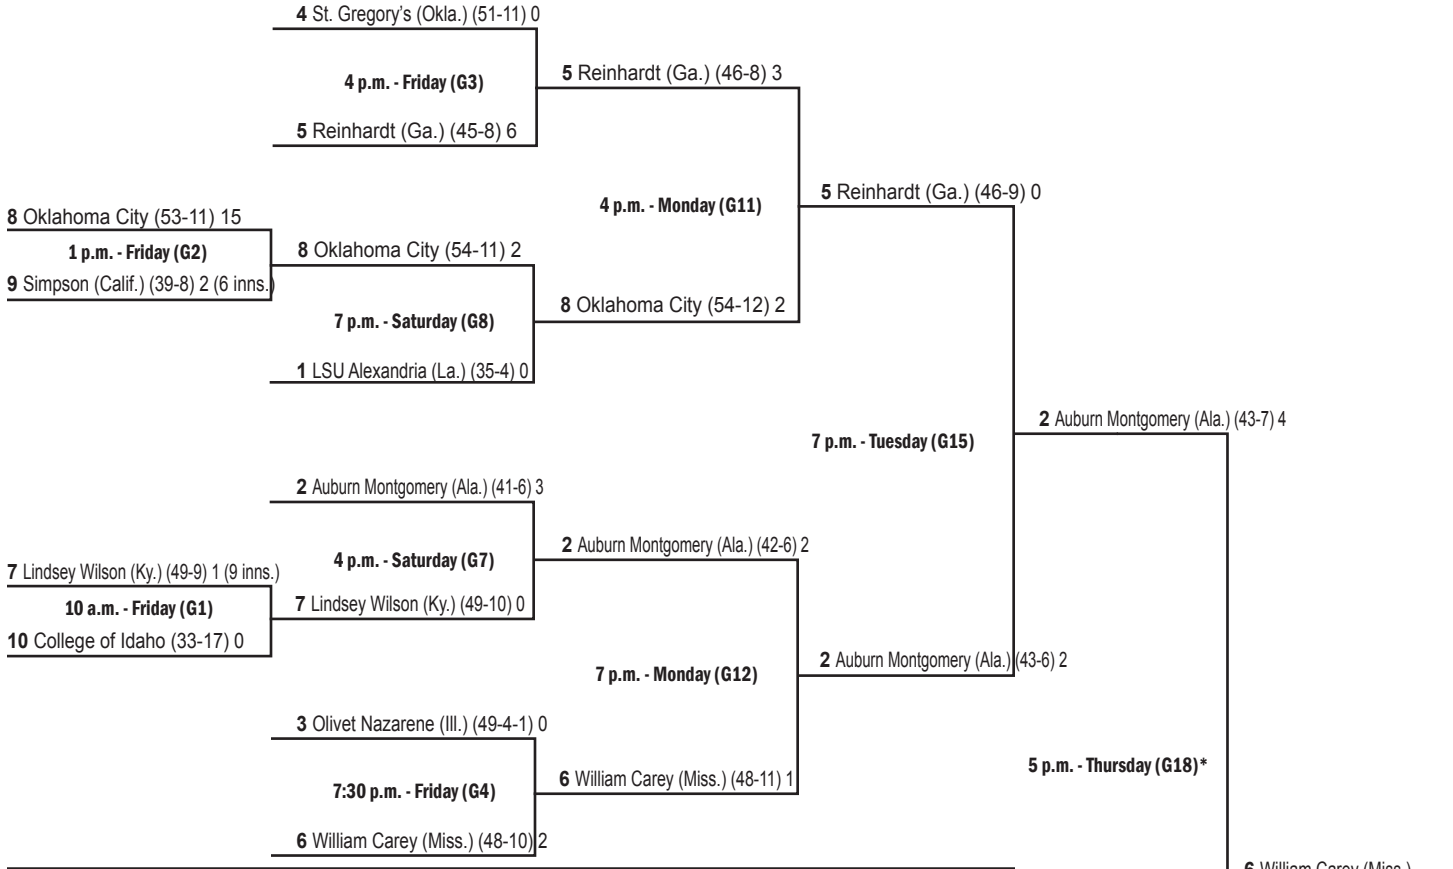 4 St. Gregory's (Okla.) (51-11) 0
4 p.m. - Friday (G3)
5 Reinhardt (Ga.) (45-8) 6
5 Reinhardt (Ga.) (46-8) 3
4 p.m. - Monday (G11)
5 Reinhardt (Ga.) (46-9) 0
8 Oklahoma City (53-11) 15
1 p.m. - Friday (G2)
9 Simpson (Calif.) (39-8) 2 (6 inns.)
8 Oklahoma City (54-11) 2
7 p.m. - Saturday (G8)
1 LSU Alexandria (La.) (35-4) 0
8 Oklahoma City (54-12) 2
7 p.m. - Tuesday (G15)
2 Auburn Montgomery (Ala.) (43-7) 4
2 Auburn Montgomery (Ala.) (41-6) 3
4 p.m. - Saturday (G7)
7 Lindsey Wilson (Ky.) (49-9) 1 (9 inns.)
10 a.m. - Friday (G1)
10 College of Idaho (33-17) 0
7 Lindsey Wilson (Ky.) (49-10) 0
2 Auburn Montgomery (Ala.) (42-6) 2
7 p.m. - Monday (G12)
2 Auburn Montgomery (Ala.) (43-6) 2
3 Olivet Nazarene (Ill.) (49-4-1) 0
7:30 p.m. - Friday (G4)
6 William Carey (Miss.) (48-10) 2
6 William Carey (Miss.) (48-11) 1
5 p.m. - Thursday (G18)*
6 William Carey (Miss.)